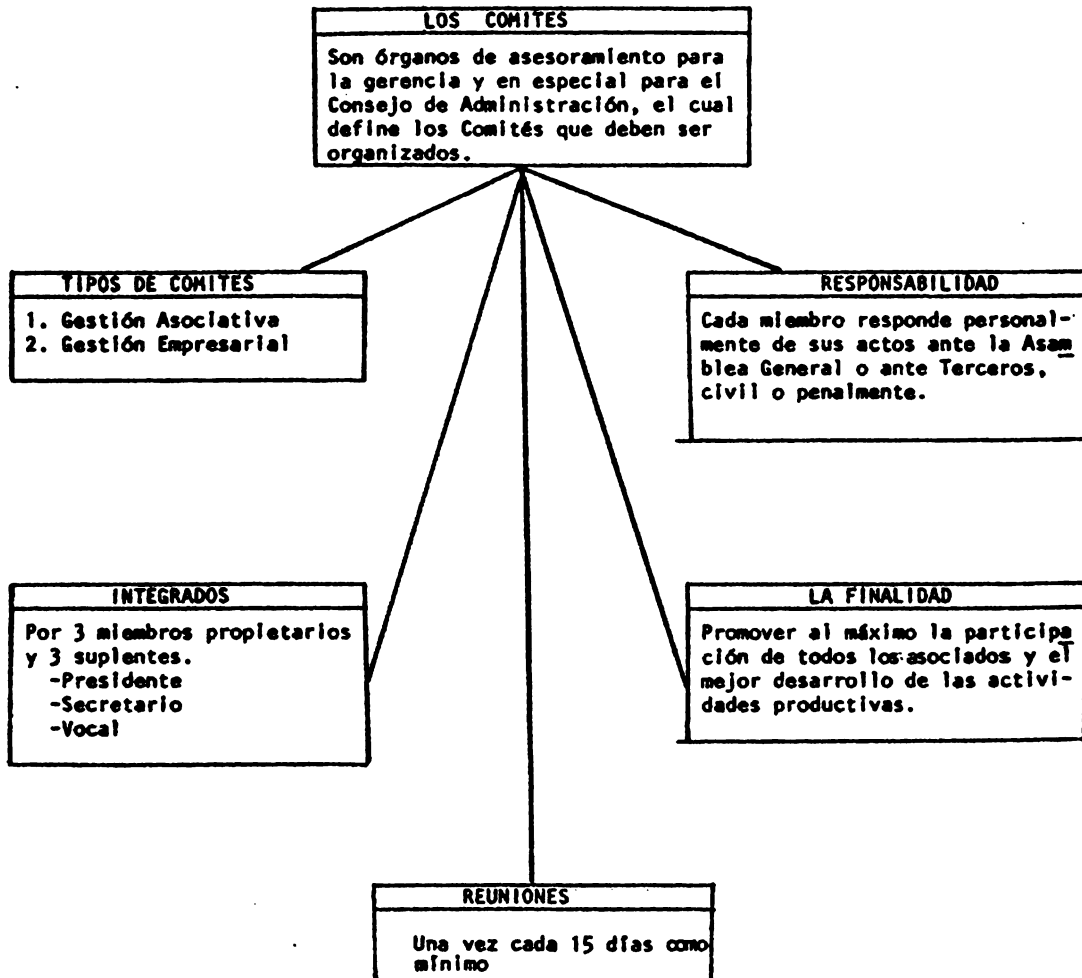 LOS COMITES
Son órganos de asesoramiento para
la gerencia y en especial para el
Consejo de Administración, el cual
define los Comités que deben ser
organizados.
TIPOS DE COMITES
1. Gestión Asociativa
2. Gestión Empresarial
RESPONSABILIDAD
Cada miembro responde personal-
mente de sus actos ante la Asam
blea General o ante Terceros,
civil o penalmente.
INTEGRADOS
Por 3 miembros propietarios
y 3 suplentes.
-Presidente
-Secretario
-Vocal
LA FINALIDAD
Promover al máximo la participa
ción de todos los asociados y el
mejor desarrollo de las activi-
dades productivas.
REUNIONES
Una vez cada 15 días como
mínimo